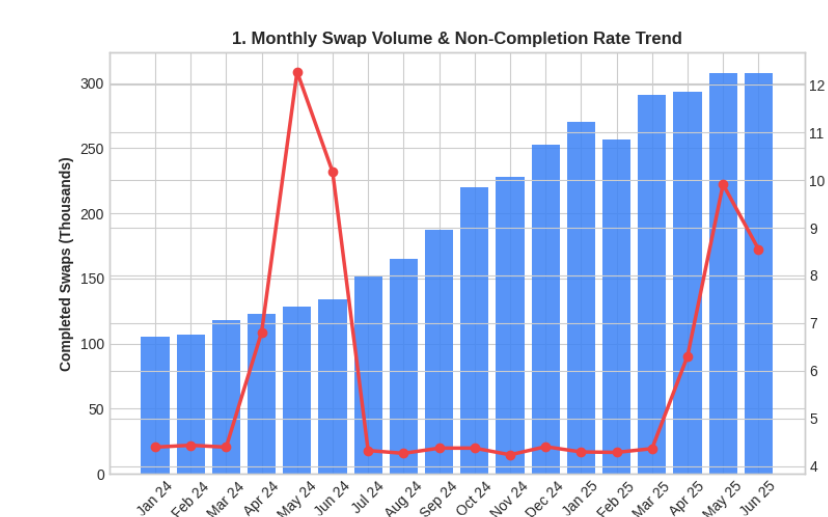 1. Monthly Swap Volume & Non-Completion Rate Trend
Completed Swaps (Thousands)
300
250
200
150
100
50
0
12
11
10
9
8
7
6
5
4
Jan 24
Feb 24
Mar 24
Apr 24
May 24
Jun 24
Jul 24
Aug 24
Sep 24
Oct 24
Nov 24
Dec 24
Jan 25
Feb 25
Mar 25
Apr 25
May 25
Jun 25